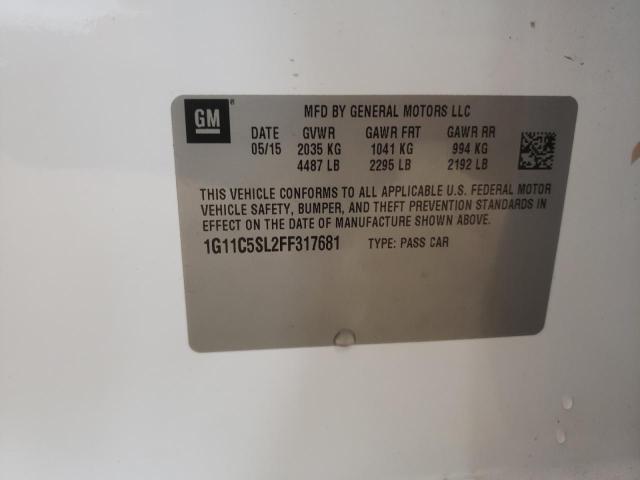 GM ® MFD BY GENERAL MOTORS LLC
DATE GVWR GAWR FRT GAWR RR
05/15 2035 KG 1041 KG 994 KG
4487 LB 2295 LB 2192 LB
THIS VEHICLE CONFORMS TO ALL APPLICABLE U.S. FEDERAL MOTOR
VEHICLE SAFETY, BUMPER, AND THEFT PREVENTION STANDARDS IN
EFFECT ON THE DATE OF MANUFACTURE SHOWN ABOVE.
1G11C5SL2FF317681 TYPE: PASS CAR